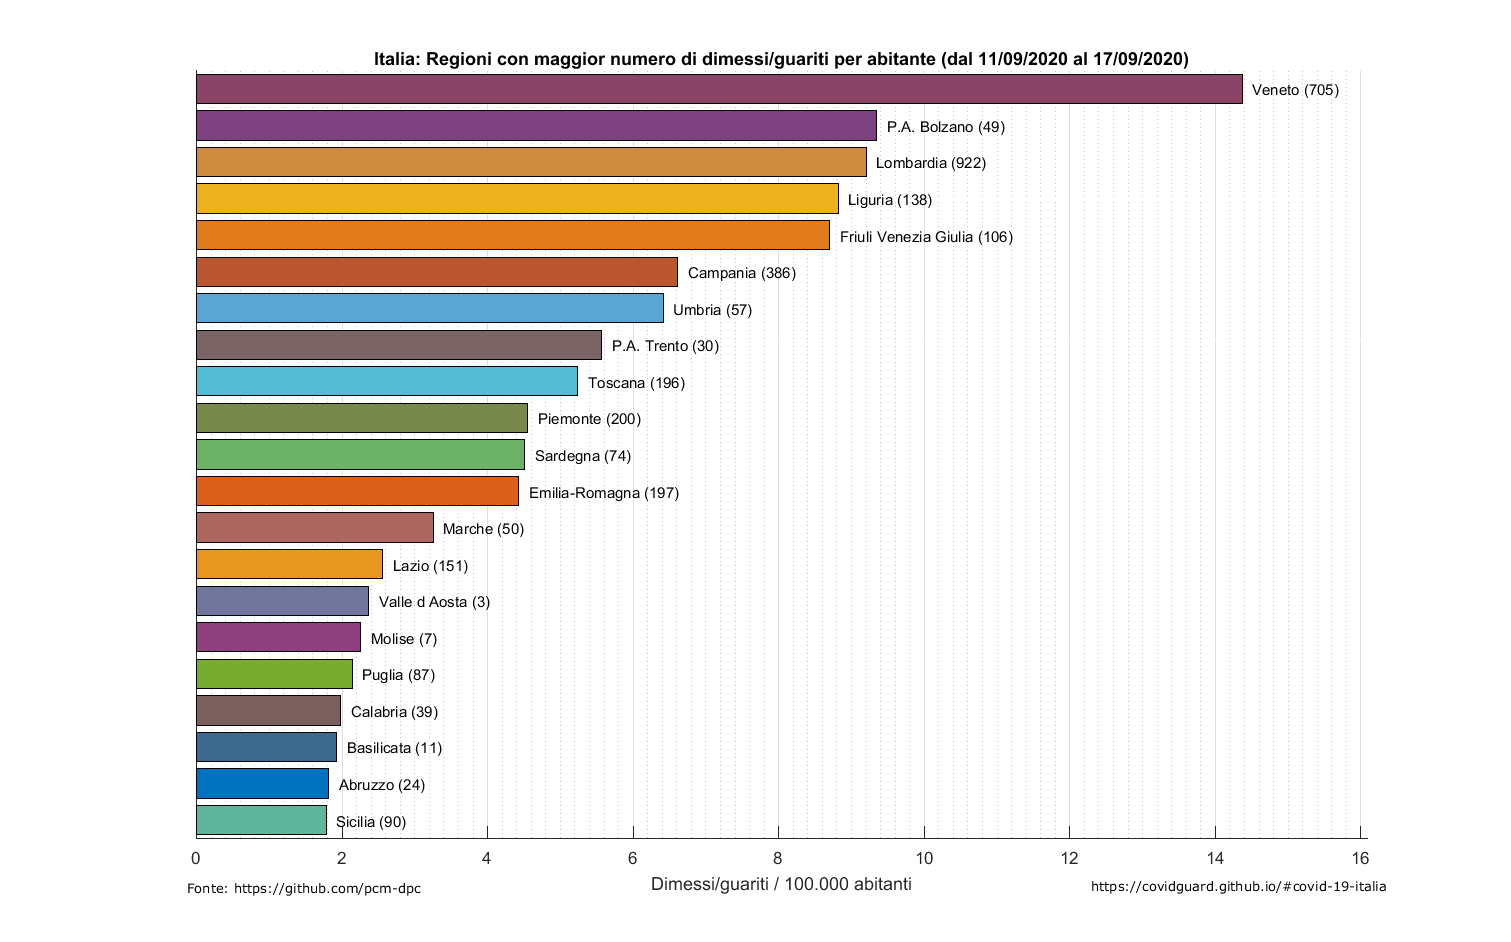 Italia: Regioni con maggior numero di dimessi/guariti per abitante (dal 11/09/2020 al 17/09/2020)
Veneto (705)
P.A. Bolzano (49)
Lombardia (922)
Liguria (138)
Friuli Venezia Giulia (106)
Campania (386)
Umbria (57)
P.A. Trento (30)
Toscana (196)
Piemonte (200)
Sardegna (74)
Emilia-Romagna (197)
Marche (50)
Lazio (151)
Valle d Aosta (3)
Molise (7)
Puglia (87)
Calabria (39)
Basilicata (11)
Abruzzo (24)
Sicilia (90)
0 2 4 6 8 10 12 14 16
Dimessi/guariti / 100.000 abitanti
Fonte: https://github.com/pcm-dpc
https://covidguard.github.io/#covid-19-italia